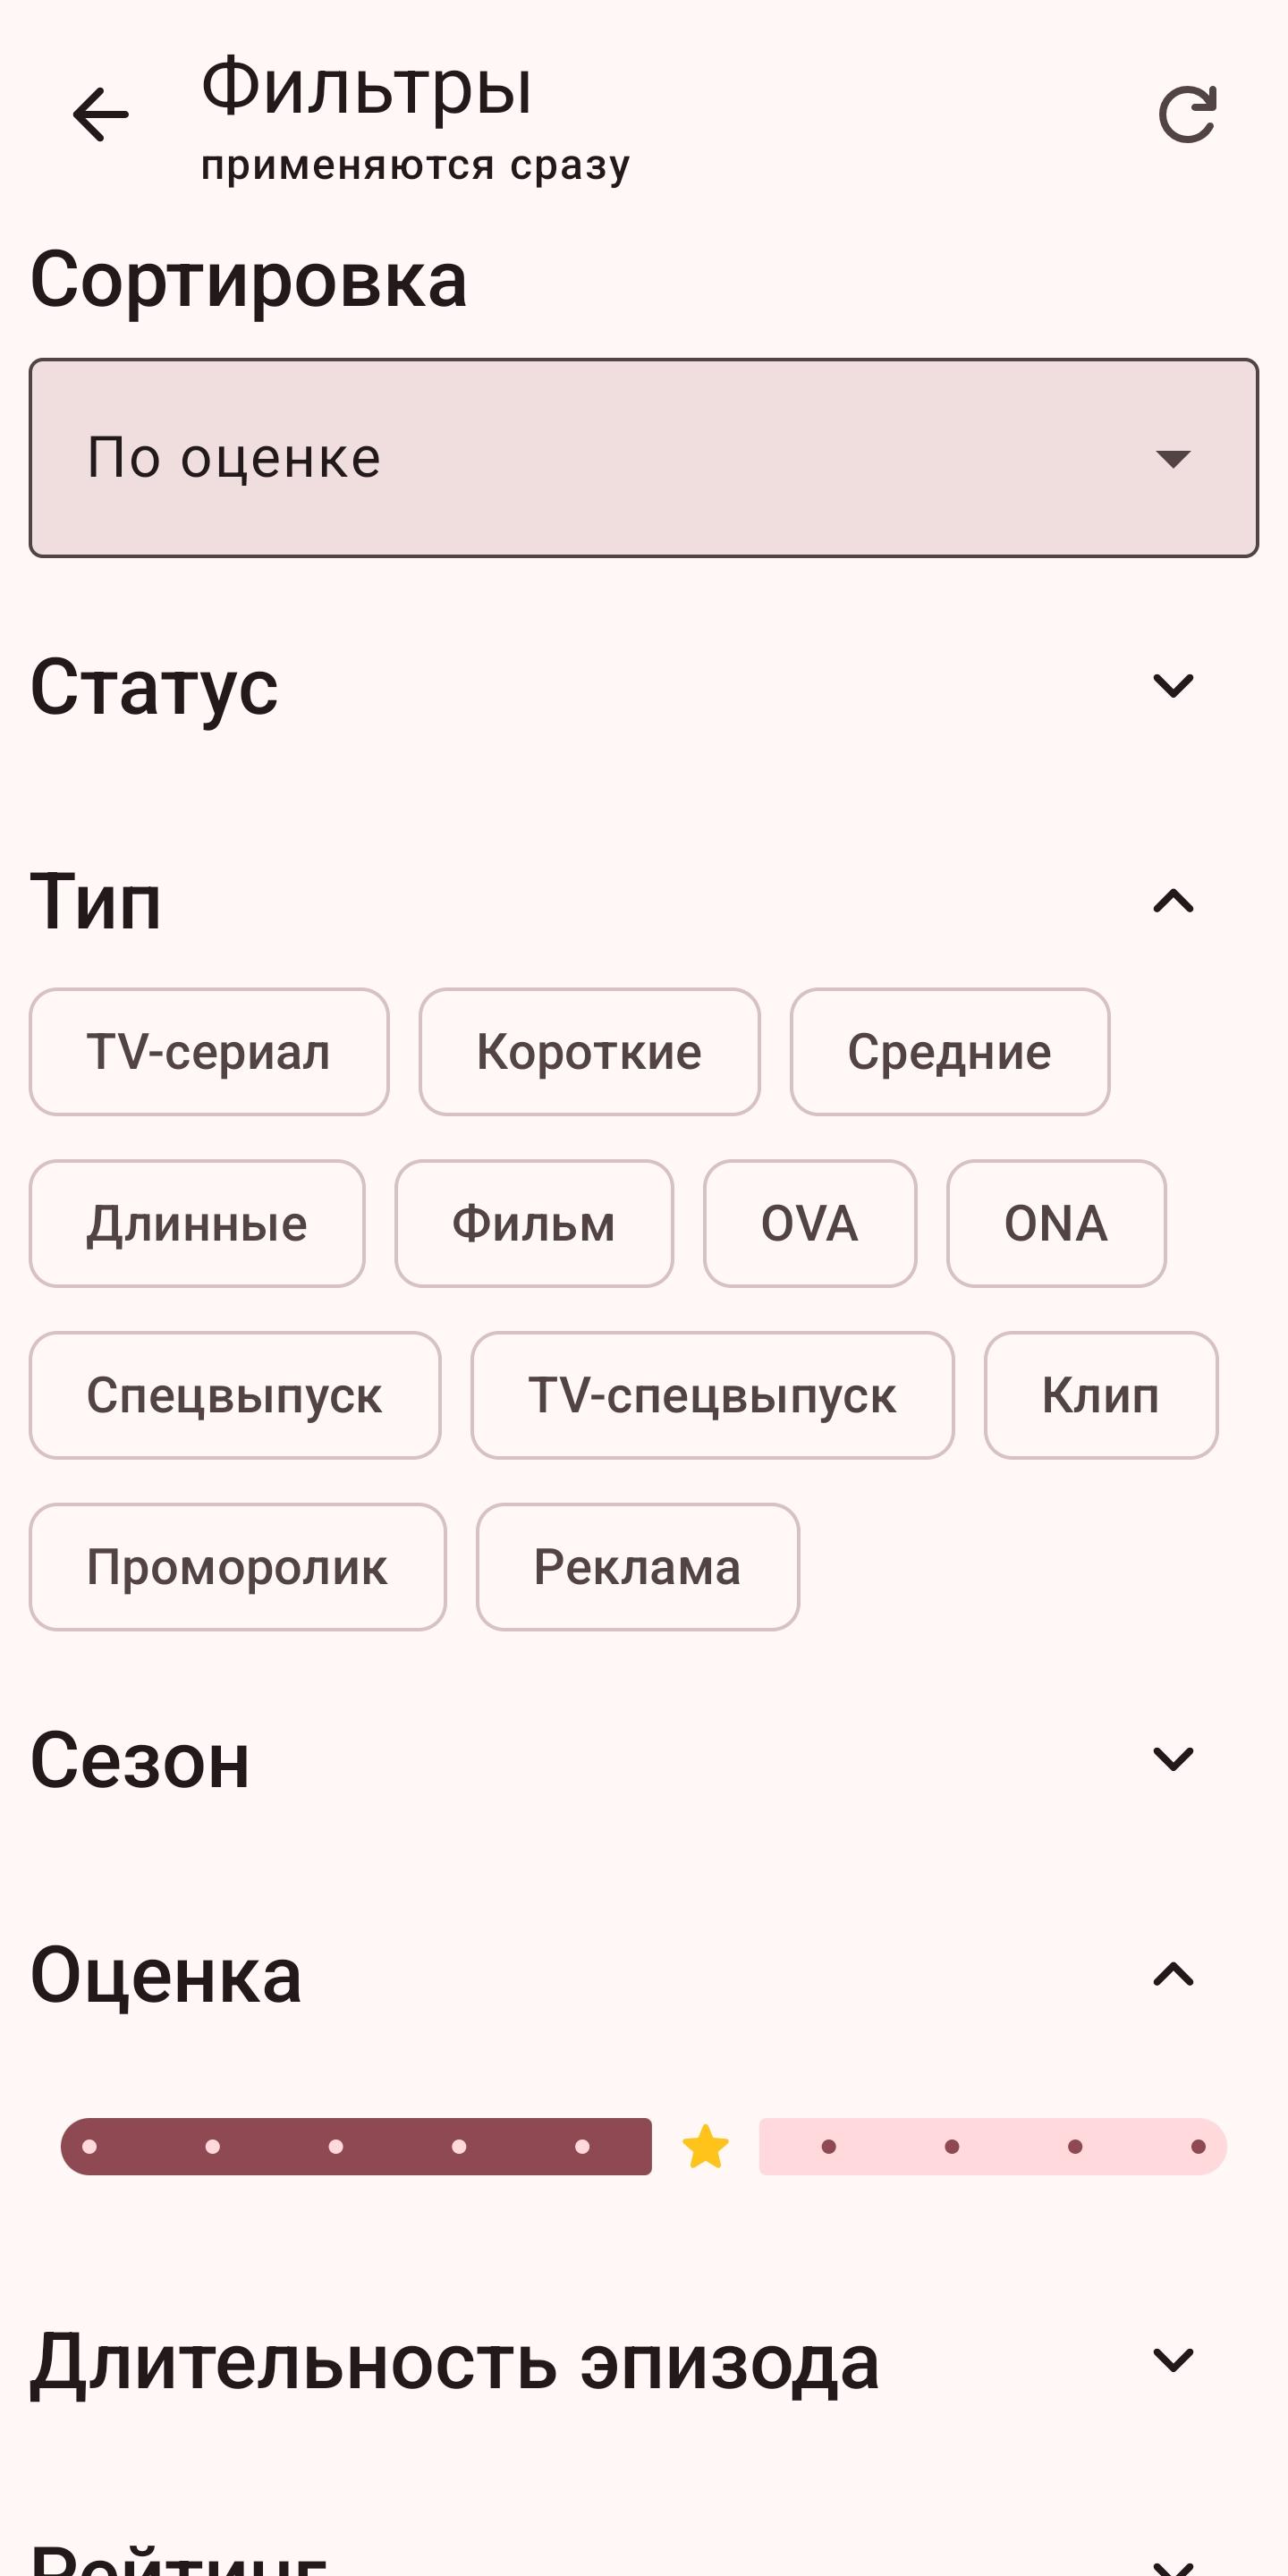 Фильтры
применяются сразу
Сортировка
По оценке
Статус
Тип
TV-сериал Короткие Средние
Длинные Фильм OVA ONA
Спецвыпуск TV-спецвыпуск Клип
Проморолик Реклама
Сезон
Оценка
Длительность эпизода
Рейтинг